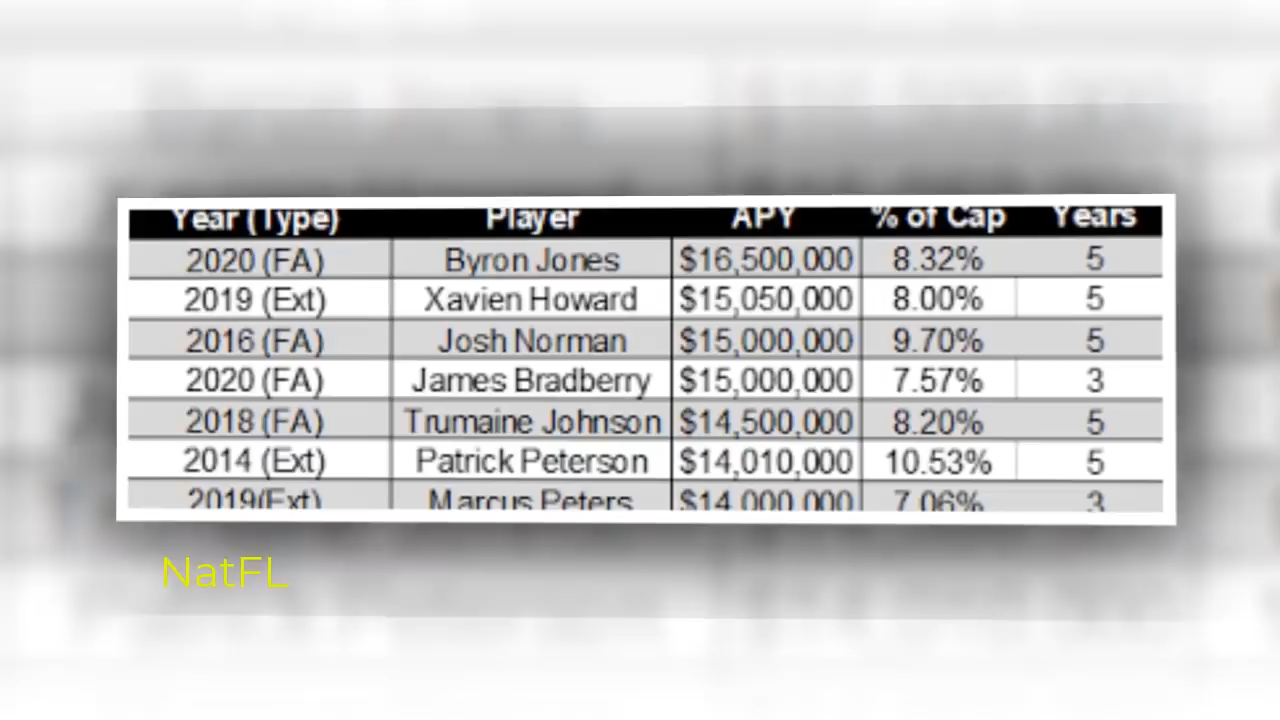 Year (Type) Player APY % of Cap Years
2020 (FA) Byron Jones $16,500,000 8.32% 5
2019 (Ext) Xavien Howard $15,050,000 8.00% 5
2016 (FA) Josh Norman $15,000,000 9.70% 5
2020 (FA) James Bradberry $15,000,000 7.57% 3
2018 (FA) Trumaine Johnson $14,500,000 8.20% 5
2014 (Ext) Patrick Peterson $14,010,000 10.53% 5
2019(Ext) Marcus Peters $14,000,000 7.06% 3
NatFL